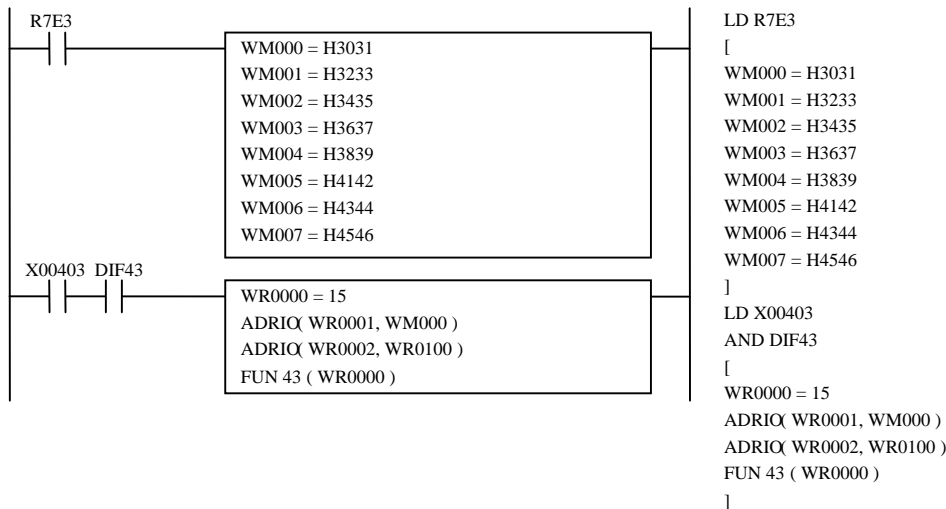 R7E3
WM000 = H3031
WM001 = H3233
WM002 = H3435
WM003 = H3637
WM004 = H3839
WM005 = H4142
WM006 = H4344
WM007 = H4546
X00403 DIF43
WR0000 = 15
ADRIO( WR0001, WM000 )
ADRIO( WR0002, WR0100 )
FUN 43 ( WR0000 )
LD R7E3
[
WM000 = H3031
WM001 = H3233
WM002 = H3435
WM003 = H3637
WM004 = H3839
WM005 = H4142
WM006 = H4344
WM007 = H4546
]
LD X00403
AND DIF43
[
WR0000 = 15
ADRIO( WR0001, WM000 )
ADRIO( WR0002, WR0100 )
FUN 43 ( WR0000 )
]